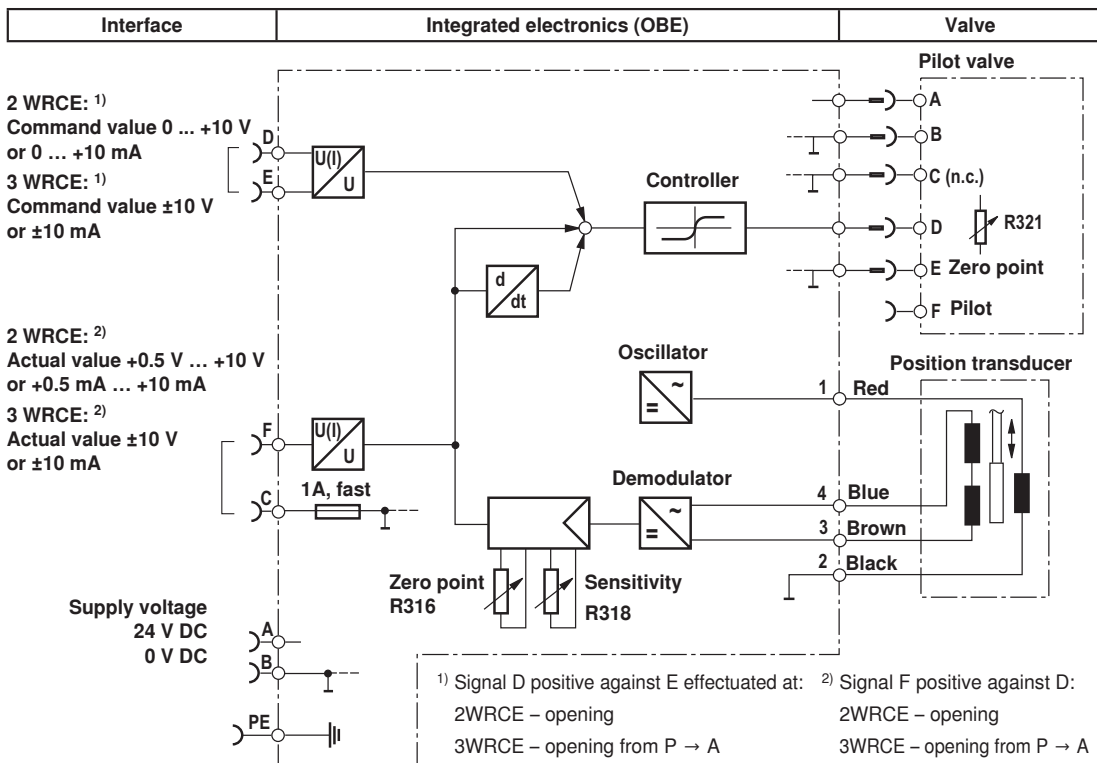 Interface
Integrated electronics (OBE)
Valve
Pilot valve
2 WRCE: 1)
Command value 0 ... +10 V
or 0 … +10 mA
3 WRCE: 1)
Command value ±10 V
or ±10 mA
D
E
U(I)
U
Controller
d
dt
A
B
C (n.c.)
D
R321
E Zero point
F Pilot
2 WRCE: 2)
Actual value +0.5 V … +10 V
or +0.5 mA … +10 mA
3 WRCE: 2)
Actual value ±10 V
or ±10 mA
F
U(I)
U
C
1A, fast
Oscillator
~
=
Position transducer
1 Red
Demodulator
~
=
4 Blue
3 Brown
2 Black
Zero point
R316
Sensitivity
R318
Supply voltage
24 V DC
0 V DC
A
B
PE
1) Signal D positive against E effectuated at:
2WRCE – opening
3WRCE – opening from P → A
2) Signal F positive against D:
2WRCE – opening
3WRCE – opening from P → A